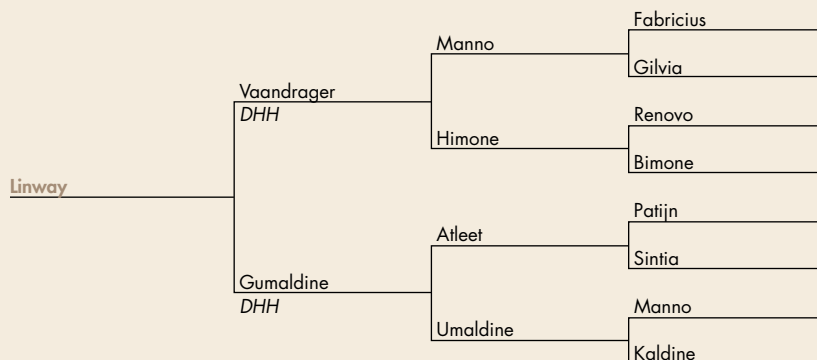 Fabricius
Manno
Gilvia
Vaandrager
DHH
Renovo
Himone
Bimone
Linway
Patijn
Atleet
Sintia
Gumaldine
DHH
Manno
Umaldine
Kaldine